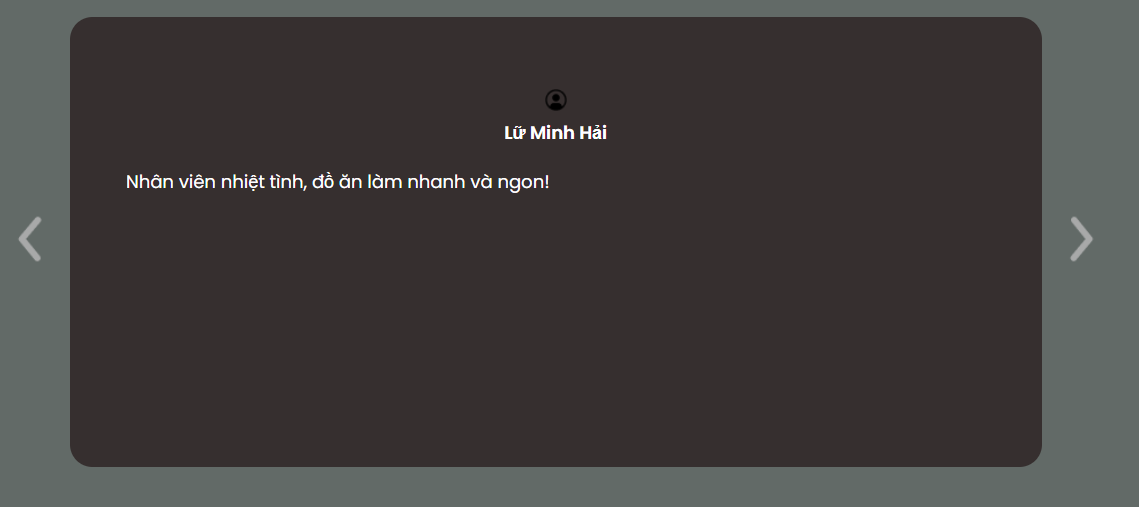 Lữ Minh Hải
Nhân viên nhiệt tình, đồ ăn làm nhanh và ngon!